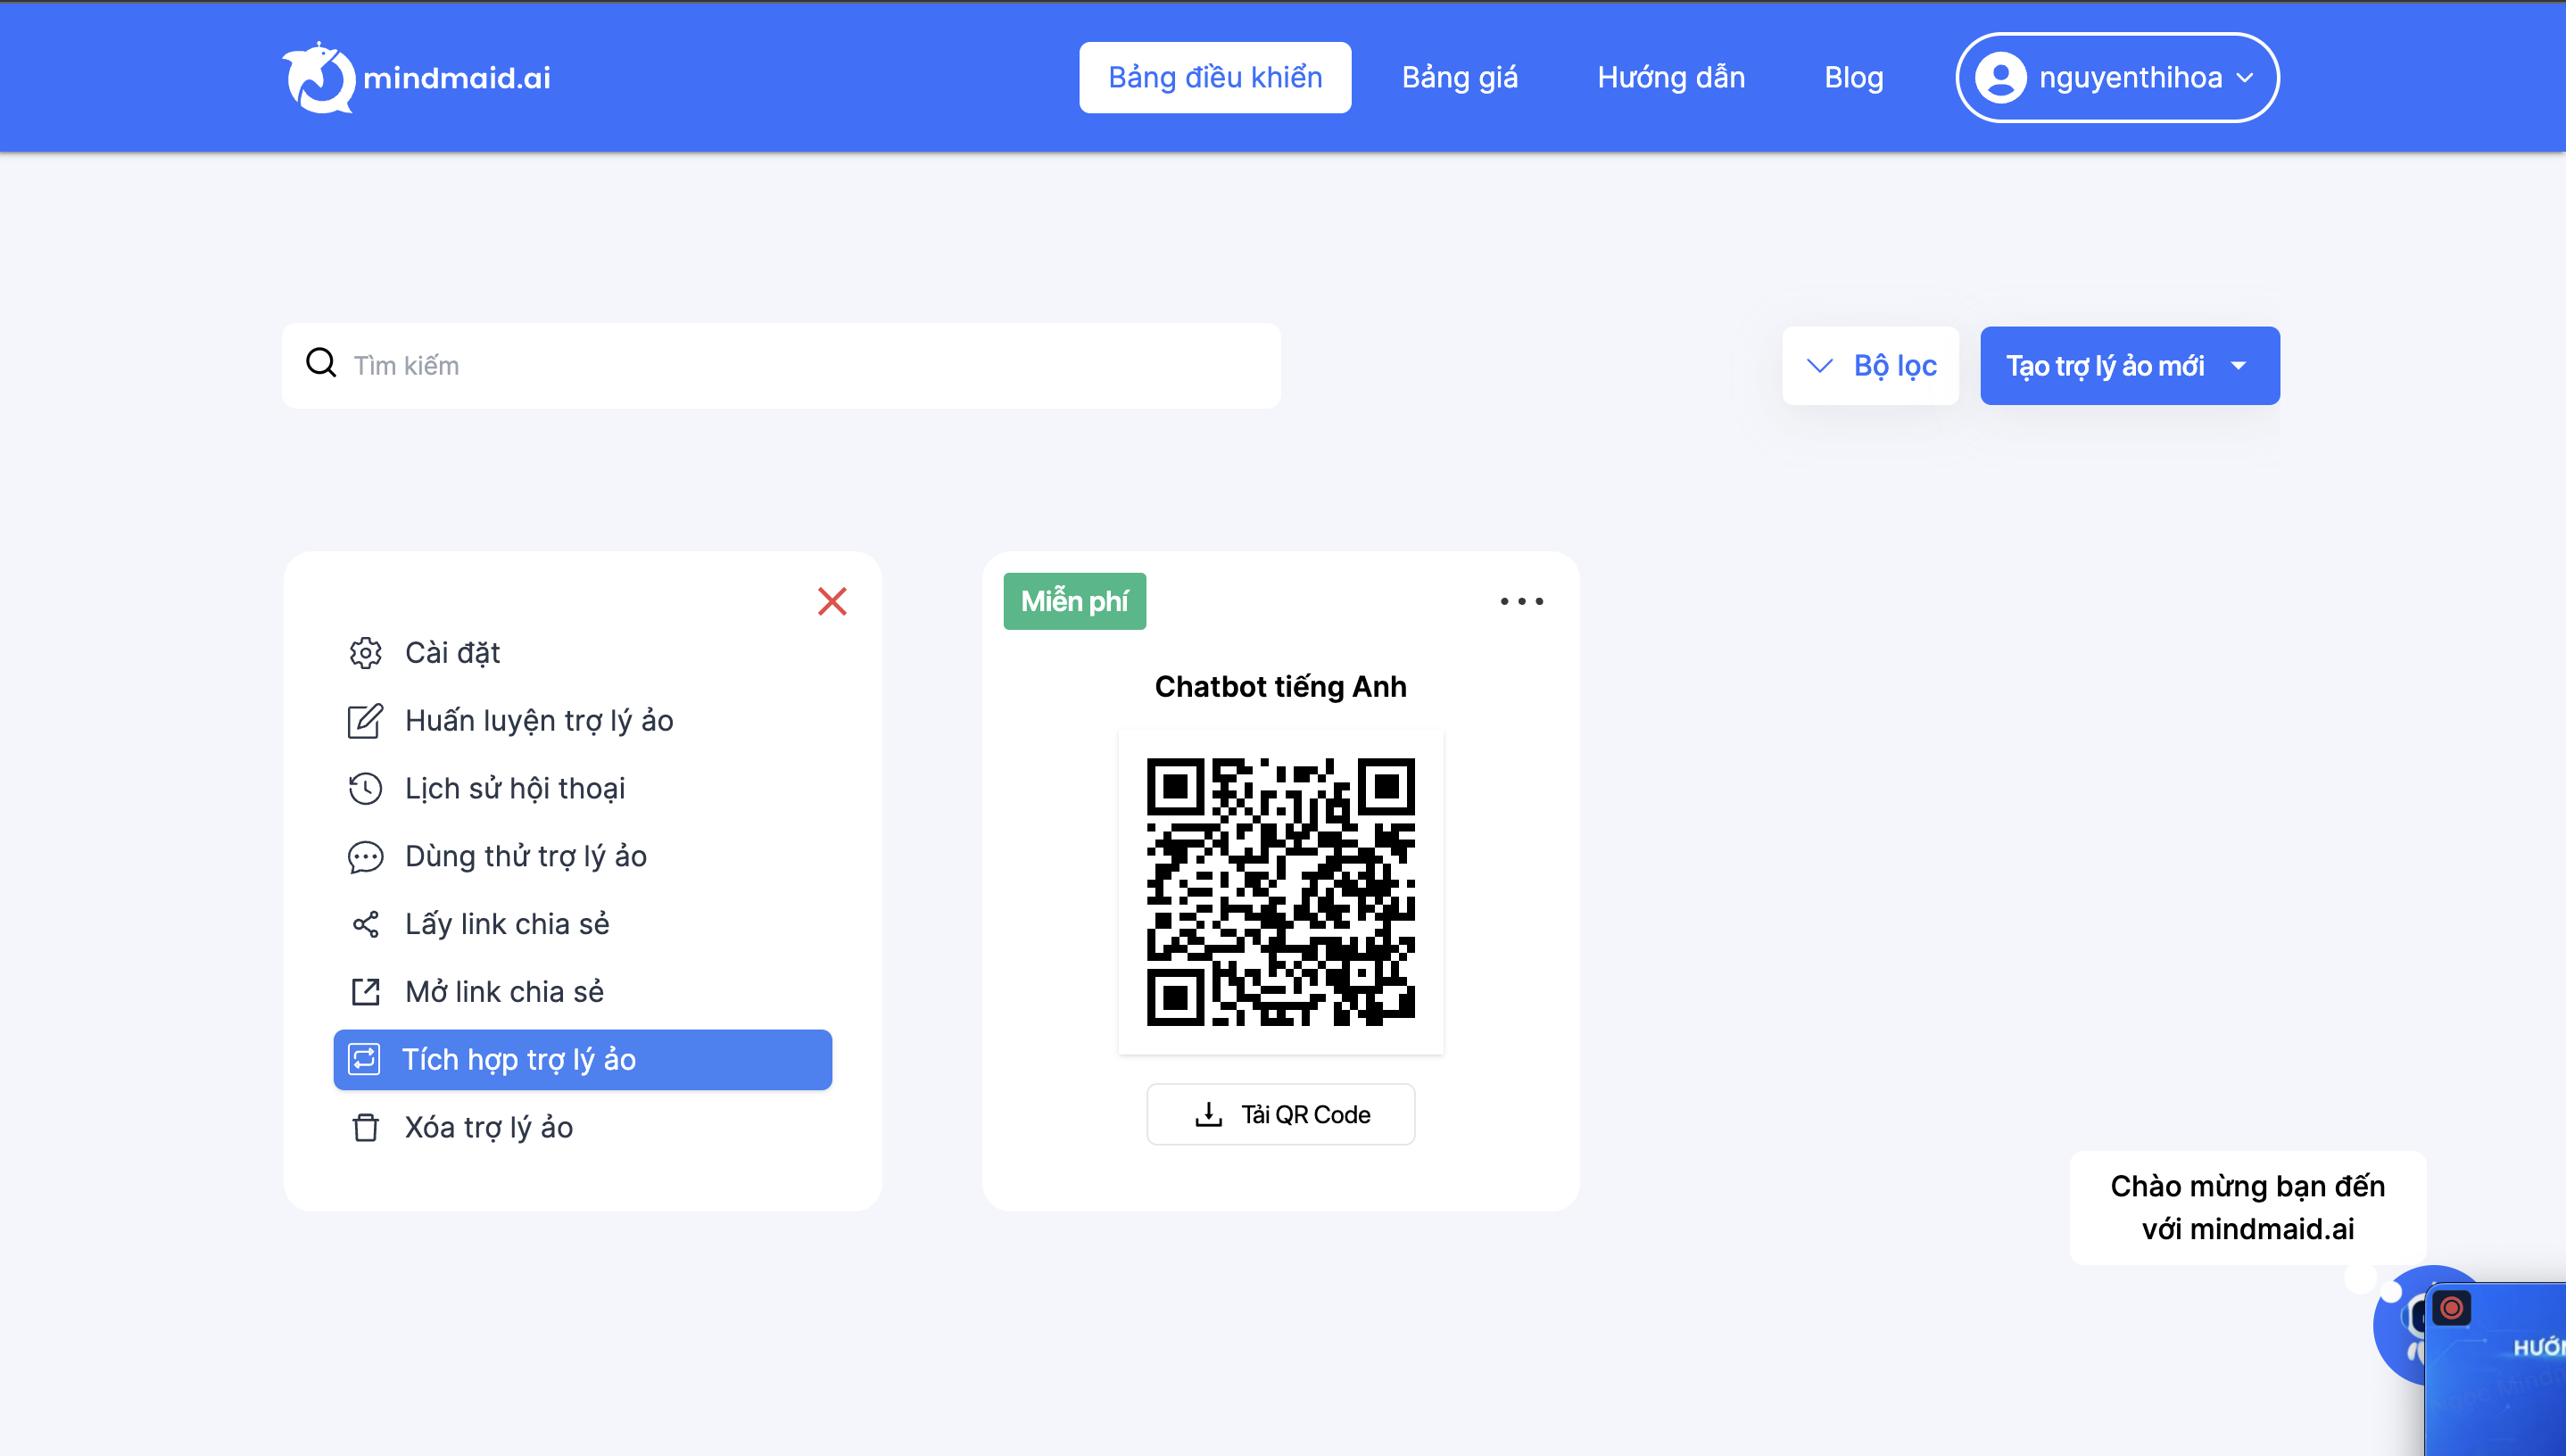 mindmaid.ai
Bảng điều khiển
Bảng giá
Hướng dẫn
Blog
nguyenthihoa
Tìm kiếm
Bộ lọc
Tạo trợ lý ảo mới
Cài đặt
Huấn luyện trợ lý ảo
Lịch sử hội thoại
Dùng thử trợ lý ảo
Lấy link chia sẻ
Mở link chia sẻ
Tích hợp trợ lý ảo
Xóa trợ lý ảo
Miễn phí
Chatbot tiếng Anh
Tải QR Code
Chào mừng bạn đến
với mindmaid.ai